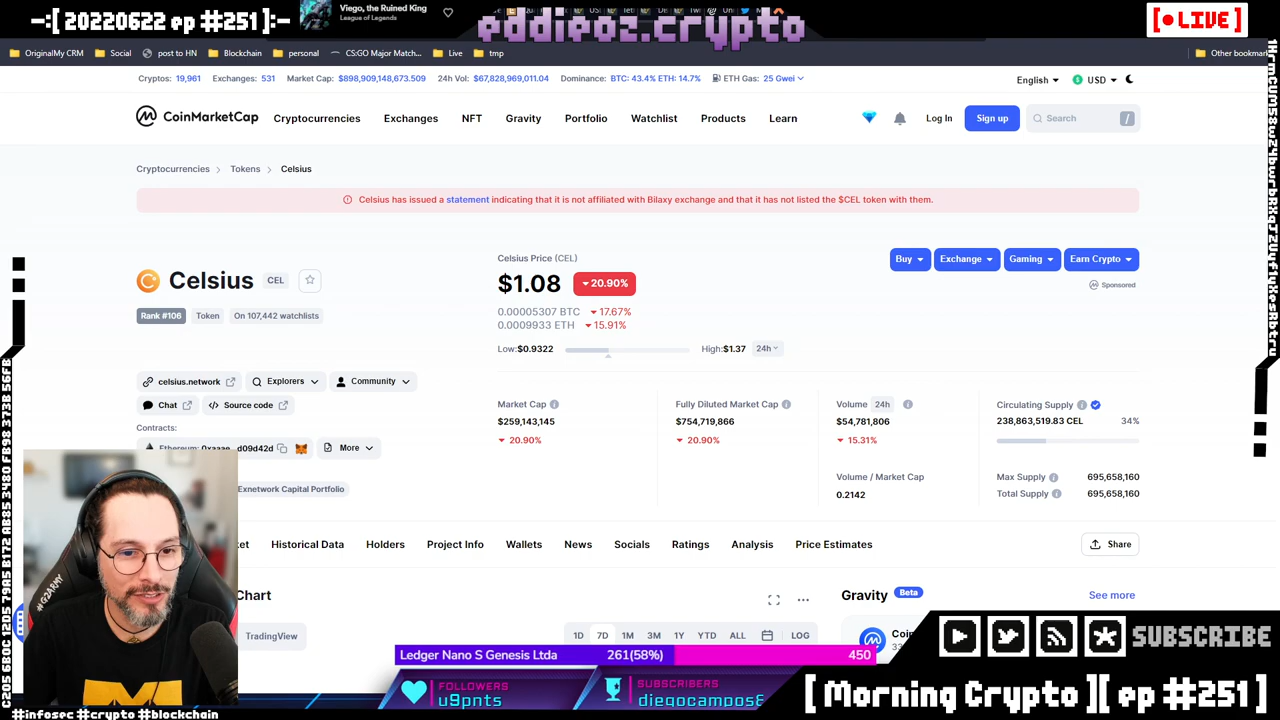 -:[ 20220622 ep #251 ]:-
Viego, the Ruined King
League of Legends
eddieoz.crypto
[ • LIVE ]
OriginalMy CRM
Social
post to HN
Blockchain
personal
CS:GO Major Match...
Live
tmp
Other bookmar
Cryptos: 19,961 Exchanges: 531 Market Cap: $898,909,148,673.509 24h Vol: $67,828,969,011.04 Dominance: BTC: 43.4% ETH: 14.7% ETH Gas: 25 Gwei
English
USD
CoinMarketCap
Cryptocurrencies
Exchanges
NFT
Gravity
Portfolio
Watchlist
Products
Learn
Log In
Sign up
Search
/
Cryptocurrencies
Tokens
Celsius
Celsius has issued a statement indicating that it is not affiliated with Bilaxy exchange and that it has not listed the $CEL token with them.
Celsius CEL
Rank #106
Token
On 107,442 watchlists
Celsius Price (CEL)
$1.08 20.90%
0.00005307 BTC 17.67%
0.0009933 ETH 15.91%
Low:$0.9322
High:$1.37
24h
Buy
Exchange
Gaming
Earn Crypto
Sponsored
celsius.network
Explorers
Community
Chat
Source code
Contracts:
Ethereum: 0xaaae...d09d42d
More
Exnetwork Capital Portfolio
Market Cap
$259,143,145
20.90%
Fully Diluted Market Cap
$754,719,866
20.90%
Volume 24h
$54,781,806
15.31%
Volume / Market Cap
0.2142
Circulating Supply
238,863,519.83 CEL 34%
Max Supply 695,658,160
Total Supply 695,658,160
ket
Historical Data
Holders
Project Info
Wallets
News
Socials
Ratings
Analysis
Price Estimates
Share
Chart
TradingView
1D
7D
1M
3M
1Y
YTD
ALL
LOG
Gravity Beta
See more
Coin
#G2ARMY
Ledger Nano S Genesis Ltda 261(58%) 450
FOLLOWERS
u9pnts
SUBSCRIBERS
diegocampos8
SUBSCRIBE
[ Morning Crypto ][ ep #251 ]
#infosec #crypto #blockchain